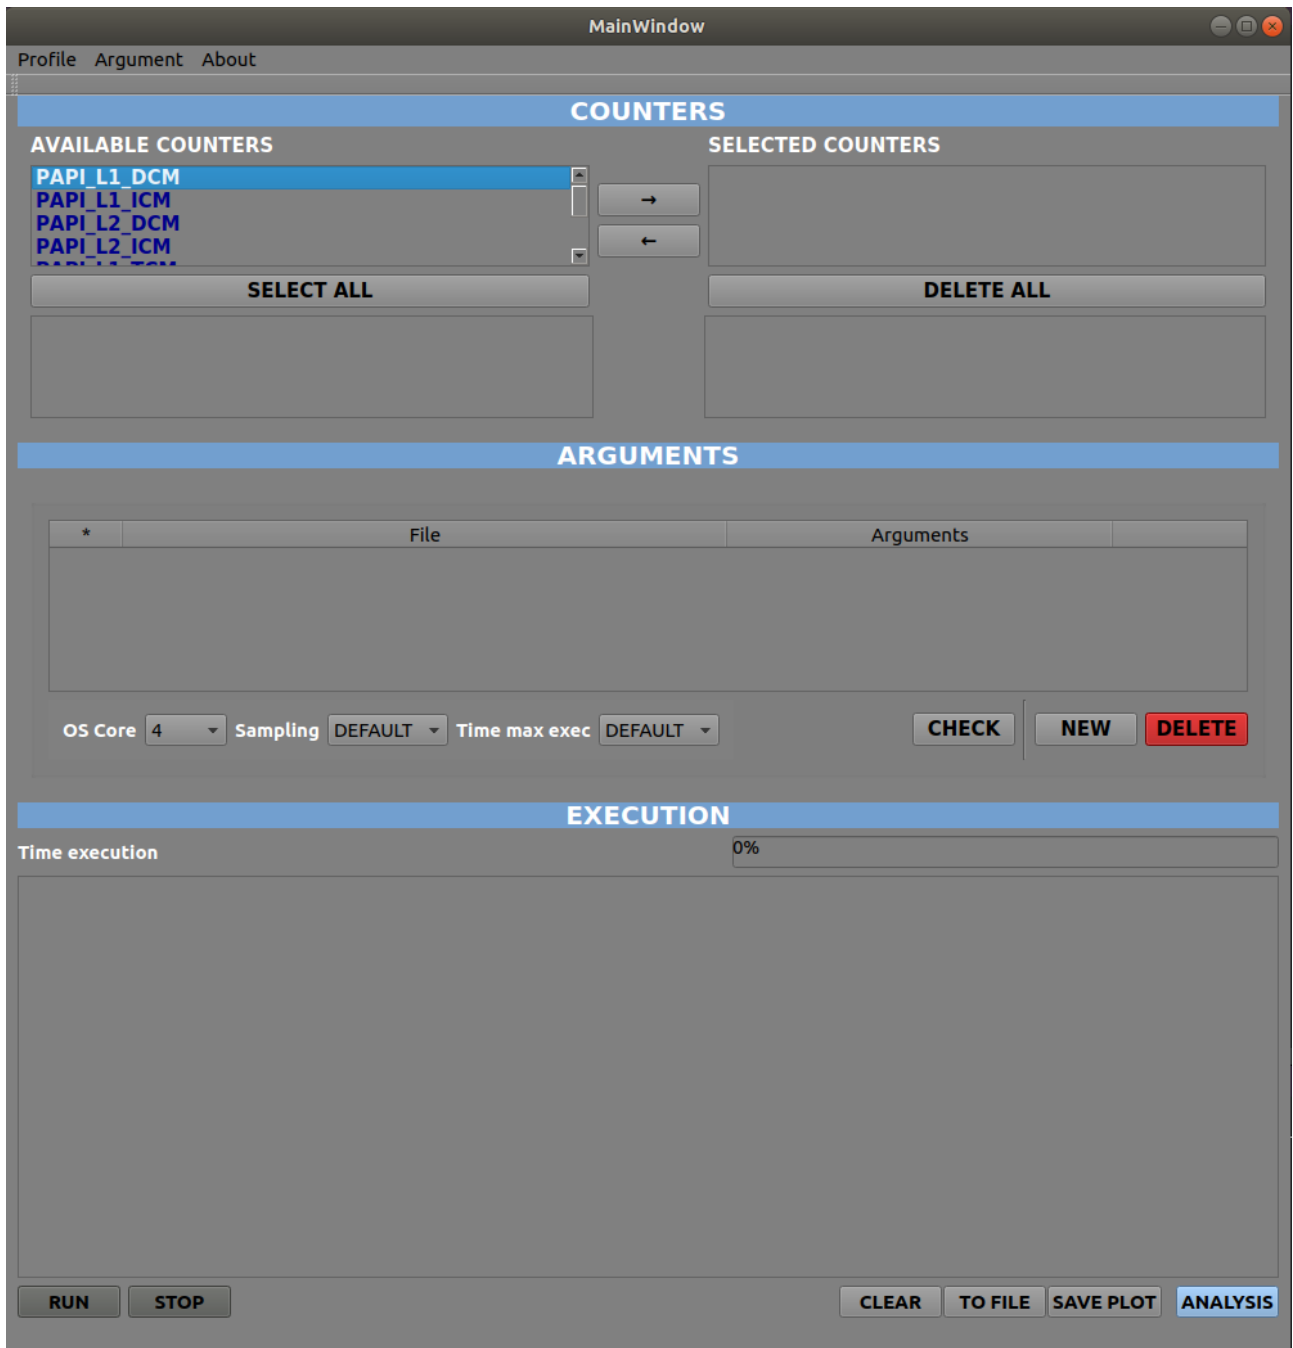 MainWindow
Profile Argument About
COUNTERS
AVAILABLE COUNTERS
SELECTED COUNTERS
PAPI_L1_DCM
PAPI_L1_ICM
PAPI_L2_DCM
PAPI_L2_ICM
PAPI_L1_TCM
→
←
SELECT ALL
DELETE ALL
ARGUMENTS
* File Arguments
OS Core 4 Sampling DEFAULT Time max exec DEFAULT CHECK NEW DELETE
EXECUTION
Time execution 0%
RUN STOP CLEAR TO FILE SAVE PLOT ANALYSIS